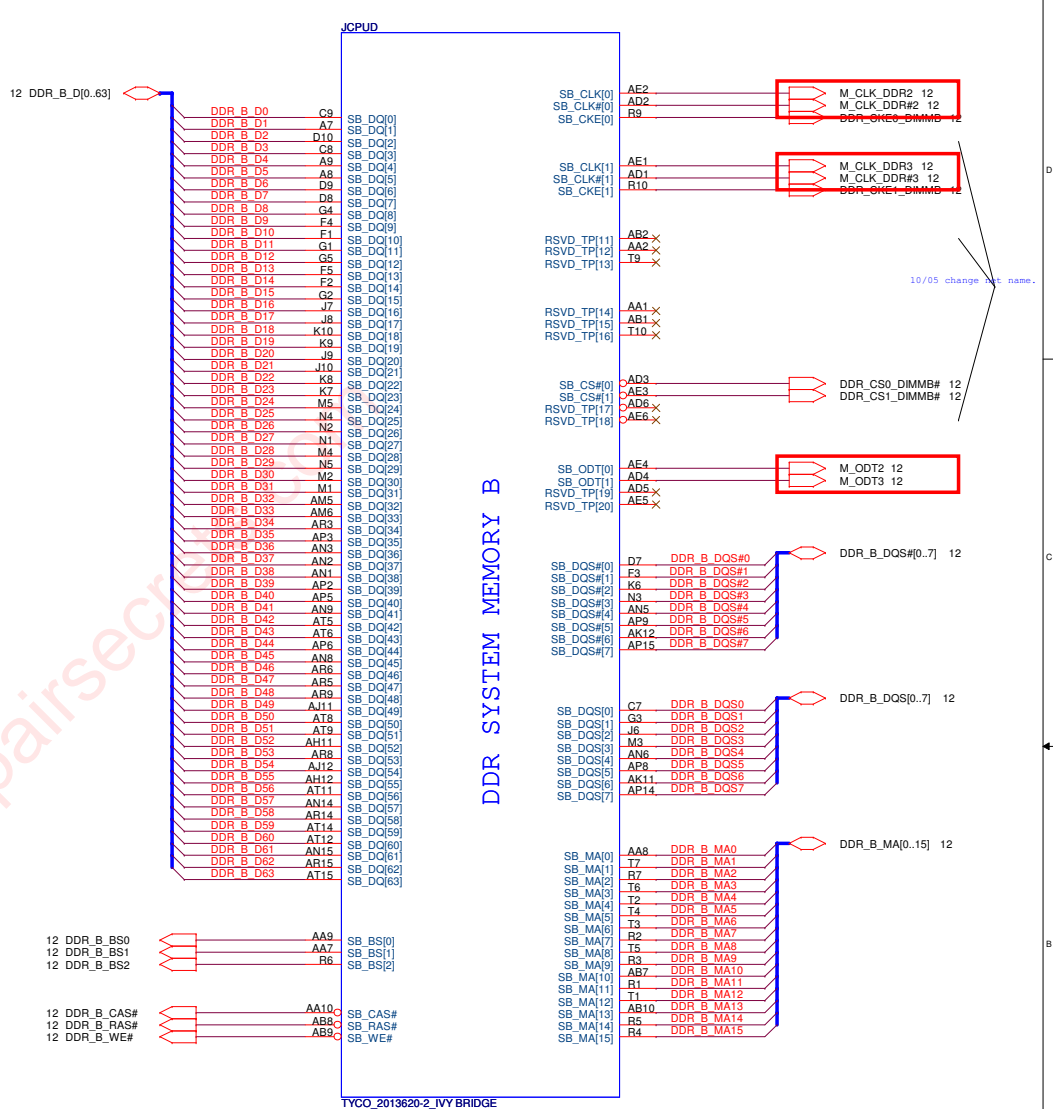 JCPUD
12 DDR_B_D[0..63]
DDR_B_D0 C9 SB_DQ[0]
DDR_B_D1 A7 SB_DQ[1]
DDR_B_D2 D10 SB_DQ[2]
DDR_B_D3 C8 SB_DQ[3]
DDR_B_D4 A9 SB_DQ[4]
DDR_B_D5 A8 SB_DQ[5]
DDR_B_D6 D9 SB_DQ[6]
DDR_B_D7 D8 SB_DQ[7]
DDR_B_D8 G4 SB_DQ[8]
DDR_B_D9 F4 SB_DQ[9]
DDR_B_D10 F1 SB_DQ[10]
DDR_B_D11 G1 SB_DQ[11]
DDR_B_D12 G5 SB_DQ[12]
DDR_B_D13 F5 SB_DQ[13]
DDR_B_D14 F2 SB_DQ[14]
DDR_B_D15 G2 SB_DQ[15]
DDR_B_D16 J7 SB_DQ[16]
DDR_B_D17 J8 SB_DQ[17]
DDR_B_D18 K10 SB_DQ[18]
DDR_B_D19 K9 SB_DQ[19]
DDR_B_D20 J9 SB_DQ[20]
DDR_B_D21 J10 SB_DQ[21]
DDR_B_D22 K8 SB_DQ[22]
DDR_B_D23 K7 SB_DQ[23]
DDR_B_D24 M5 SB_DQ[24]
DDR_B_D25 N4 SB_DQ[25]
DDR_B_D26 N2 SB_DQ[26]
DDR_B_D27 N1 SB_DQ[27]
DDR_B_D28 M4 SB_DQ[28]
DDR_B_D29 N5 SB_DQ[29]
DDR_B_D30 M2 SB_DQ[30]
DDR_B_D31 M1 SB_DQ[31]
DDR_B_D32 AM5 SB_DQ[32]
DDR_B_D33 AM6 SB_DQ[33]
DDR_B_D34 AR3 SB_DQ[34]
DDR_B_D35 AP3 SB_DQ[35]
DDR_B_D36 AN3 SB_DQ[36]
DDR_B_D37 AN2 SB_DQ[37]
DDR_B_D38 AN1 SB_DQ[38]
DDR_B_D39 AP2 SB_DQ[39]
DDR_B_D40 AP5 SB_DQ[40]
DDR_B_D41 AN9 SB_DQ[41]
DDR_B_D42 AT5 SB_DQ[42]
DDR_B_D43 AT6 SB_DQ[43]
DDR_B_D44 AP6 SB_DQ[44]
DDR_B_D45 AN8 SB_DQ[45]
DDR_B_D46 AR6 SB_DQ[46]
DDR_B_D47 AR5 SB_DQ[47]
DDR_B_D48 AR9 SB_DQ[48]
DDR_B_D49 AJ11 SB_DQ[49]
DDR_B_D50 AT8 SB_DQ[50]
DDR_B_D51 AT9 SB_DQ[51]
DDR_B_D52 AH11 SB_DQ[52]
DDR_B_D53 AR8 SB_DQ[53]
DDR_B_D54 AJ12 SB_DQ[54]
DDR_B_D55 AH12 SB_DQ[55]
DDR_B_D56 AT11 SB_DQ[56]
DDR_B_D57 AN14 SB_DQ[57]
DDR_B_D58 AR14 SB_DQ[58]
DDR_B_D59 AT14 SB_DQ[59]
DDR_B_D60 AT12 SB_DQ[60]
DDR_B_D61 AN15 SB_DQ[61]
DDR_B_D62 AR15 SB_DQ[62]
DDR_B_D63 AT15 SB_DQ[63]
12 DDR_B_BS0 AA9 SB_BS[0]
12 DDR_B_BS1 AA7 SB_BS[1]
12 DDR_B_BS2 R6 SB_BS[2]
12 DDR_B_CAS# AA10 SB_CAS#
12 DDR_B_RAS# AB8 SB_RAS#
12 DDR_B_WE# AB9 SB_WE#
DDR SYSTEM MEMORY B
SB_CLK[0] AE2 M_CLK_DDR2 12
SB_CLK#[0] AD2 M_CLK_DDR#2 12
SB_CKE[0] R9 DDR_CKE0_DIMMB 12
SB_CLK[1] AE1 M_CLK_DDR3 12
SB_CLK#[1] AD1 M_CLK_DDR#3 12
SB_CKE[1] R10 DDR_CKE1_DIMMB 12
RSVD_TP[11] AB2
RSVD_TP[12] AA2
RSVD_TP[13] T9
10/05 change net name.
RSVD_TP[14] AA1
RSVD_TP[15] AB1
RSVD_TP[16] T10
SB_CS#[0] AD3 DDR_CS0_DIMMB# 12
SB_CS#[1] AE3 DDR_CS1_DIMMB# 12
RSVD_TP[17] AD6
RSVD_TP[18] AE6
SB_ODT[0] AE4 M_ODT2 12
SB_ODT[1] AD4 M_ODT3 12
RSVD_TP[19] AD5
RSVD_TP[20] AE5
DDR_B_DQS#[0..7] 12
SB_DQS#[0] D7 DDR_B_DQS#0
SB_DQS#[1] F3 DDR_B_DQS#1
SB_DQS#[2] K6 DDR_B_DQS#2
SB_DQS#[3] N3 DDR_B_DQS#3
SB_DQS#[4] AN5 DDR_B_DQS#4
SB_DQS#[5] AP9 DDR_B_DQS#5
SB_DQS#[6] AK12 DDR_B_DQS#6
SB_DQS#[7] AP15 DDR_B_DQS#7
DDR_B_DQS[0..7] 12
SB_DQS[0] C7 DDR_B_DQS0
SB_DQS[1] G3 DDR_B_DQS1
SB_DQS[2] J6 DDR_B_DQS2
SB_DQS[3] M3 DDR_B_DQS3
SB_DQS[4] AN6 DDR_B_DQS4
SB_DQS[5] AP8 DDR_B_DQS5
SB_DQS[6] AK11 DDR_B_DQS6
SB_DQS[7] AP14 DDR_B_DQS7
DDR_B_MA[0..15] 12
SB_MA[0] AA8 DDR_B_MA0
SB_MA[1] T7 DDR_B_MA1
SB_MA[2] R7 DDR_B_MA2
SB_MA[3] T6 DDR_B_MA3
SB_MA[4] T2 DDR_B_MA4
SB_MA[5] T4 DDR_B_MA5
SB_MA[6] T3 DDR_B_MA6
SB_MA[7] R2 DDR_B_MA7
SB_MA[8] T5 DDR_B_MA8
SB_MA[9] R3 DDR_B_MA9
SB_MA[10] AB7 DDR_B_MA10
SB_MA[11] R1 DDR_B_MA11
SB_MA[12] T1 DDR_B_MA12
SB_MA[13] AB10 DDR_B_MA13
SB_MA[14] R5 DDR_B_MA14
SB_MA[15] R4 DDR_B_MA15
D
C
B
TYCO_2013620-2_IVY BRIDGE